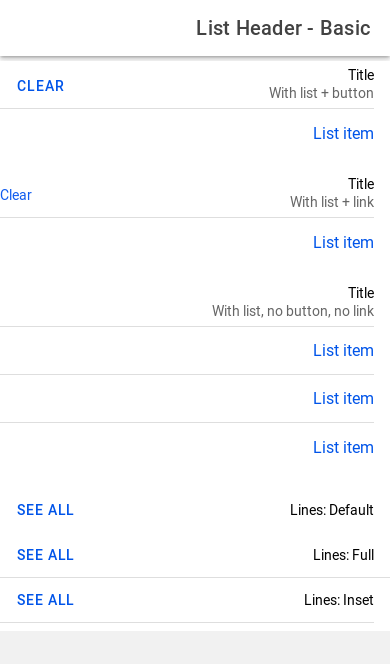 List Header - Basic
Title
With list + button
CLEAR
List item
Title
With list + link
Clear
List item
Title
With list, no button, no link
List item
List item
List item
Lines: Default
SEE ALL
Lines: Full
SEE ALL
Lines: Inset
SEE ALL